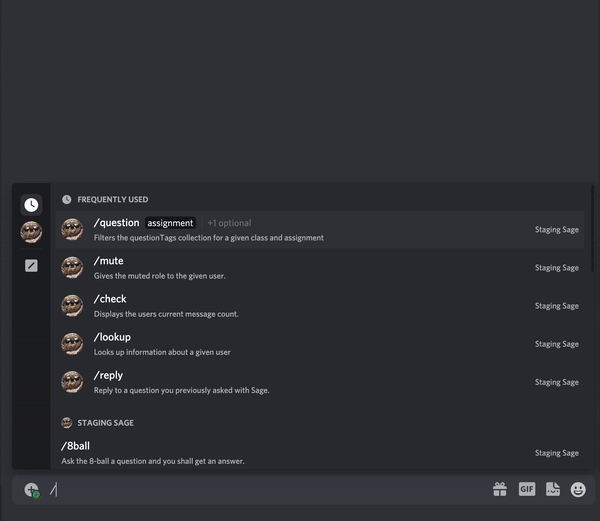 FREQUENTLY USED
/question assignment +1 optional
Filters the questionTags collection for a given class and assignment
Staging Sage
/mute
Gives the muted role to the given user.
Staging Sage
/check
Displays the users current message count.
Staging Sage
/lookup
Looks up information about a given user
Staging Sage
/reply
Reply to a question you previously asked with Sage.
Staging Sage
STAGING SAGE
/8ball
Ask the 8-ball a question and you shall get an answer.
Staging Sage
/
GIF